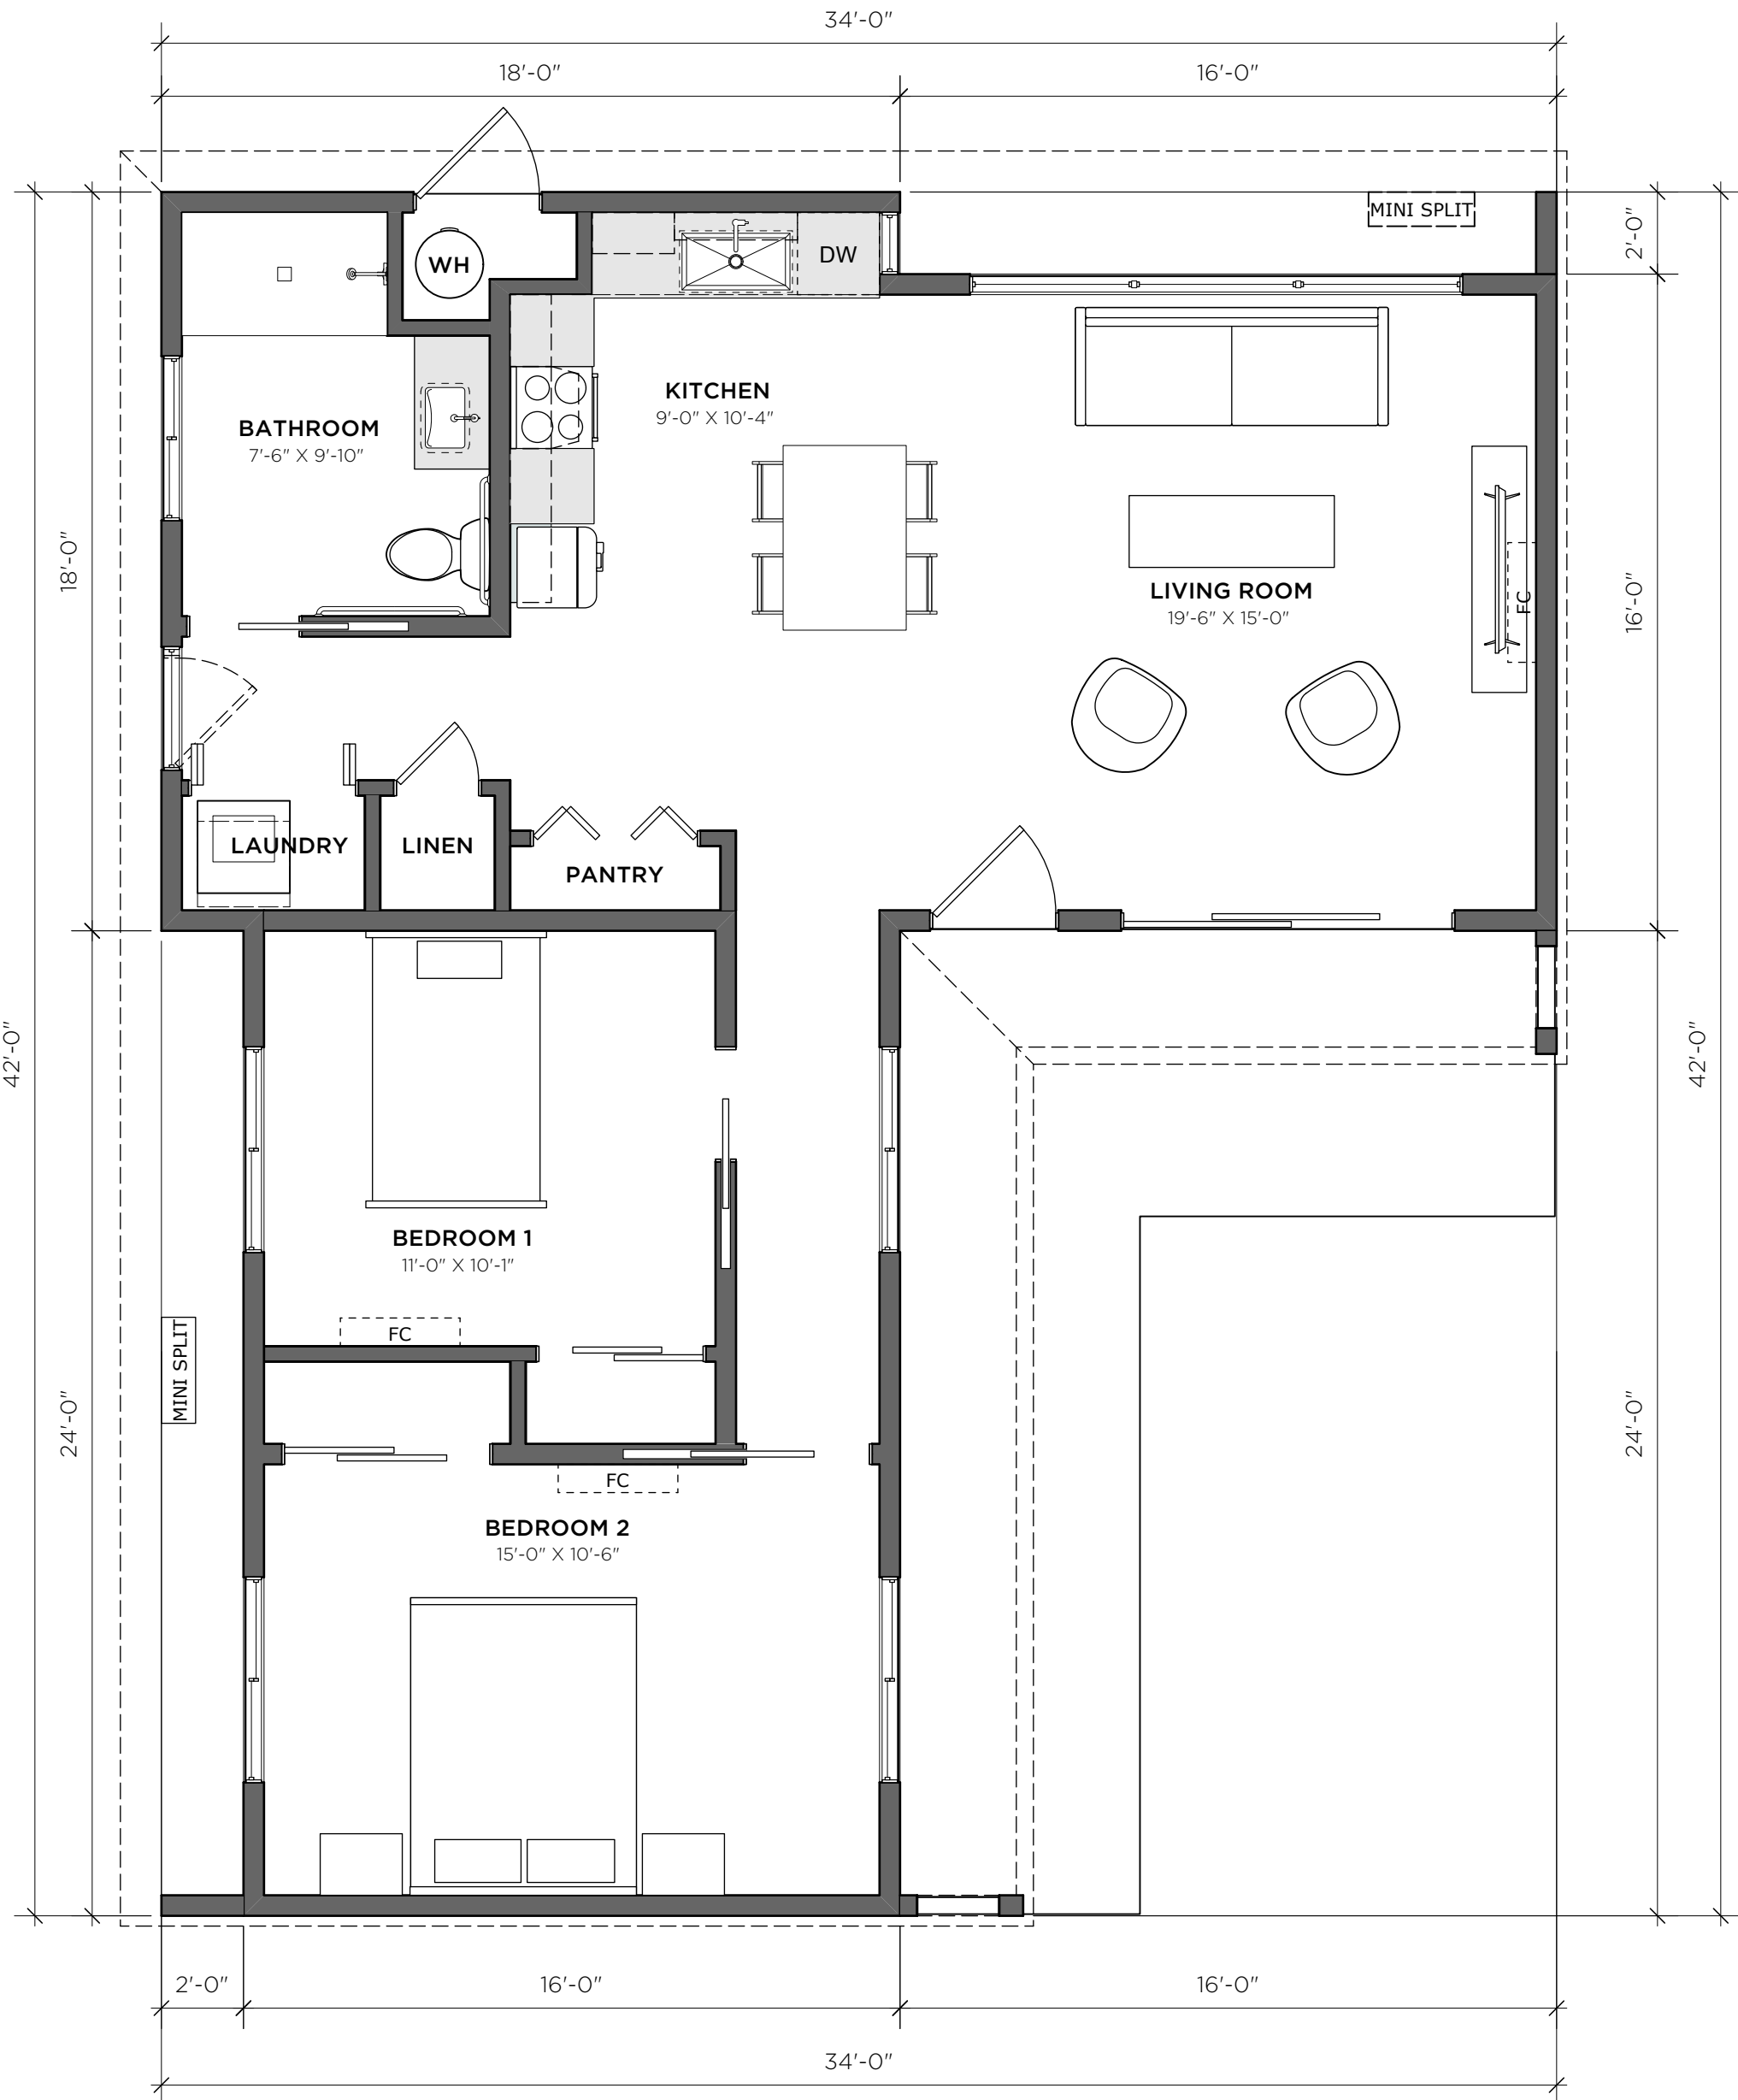 34'-0"
18'-0"
16'-0"
MINI SPLIT
2'-0"
WH
DW
KITCHEN
9'-0" X 10'-4"
BATHROOM
7'-6" X 9'-10"
18'-0"
LIVING ROOM
19'-6" X 15'-0"
FC
16'-0"
LAUNDRY
LINEN
PANTRY
42'-0"
42'-0"
BEDROOM 1
11'-0" X 10'-1"
FC
MINI SPLIT
24'-0"
24'-0"
FC
BEDROOM 2
15'-0" X 10'-6"
2'-0"
16'-0"
16'-0"
34'-0"